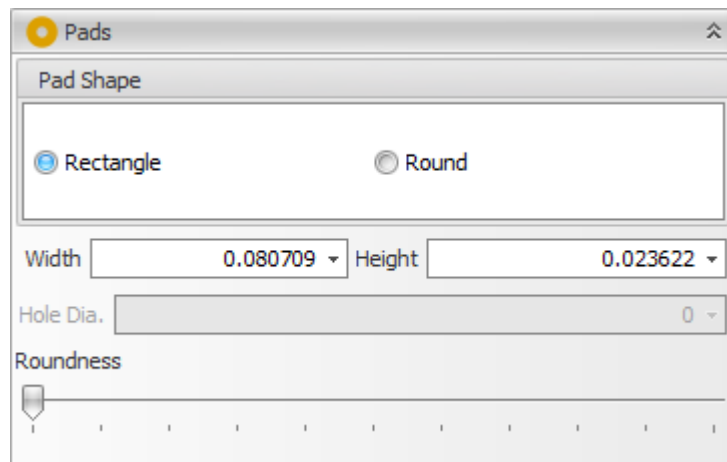 Pads
Pad Shape
Rectangle Round
Width 0.080709 Height 0.023622
Hole Dia. 0
Roundness